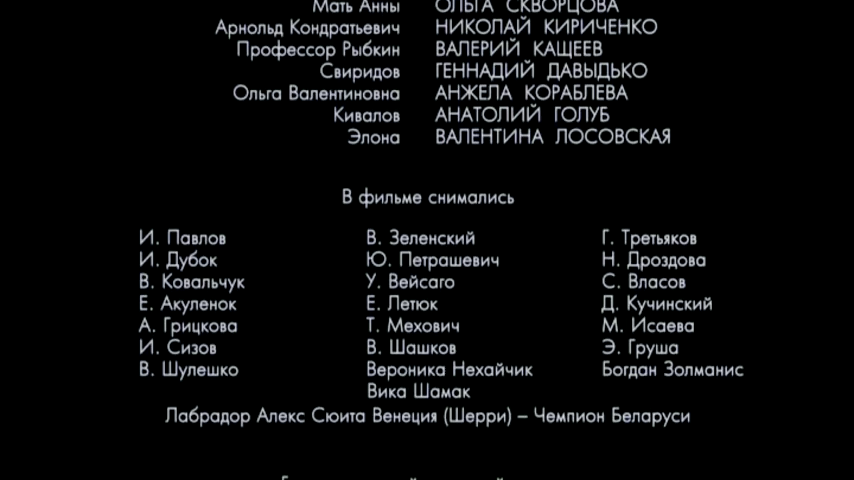 Мать Анны ОЛЬГА СКВОРЦОВА
Арнольд Кондратьевич НИКОЛАЙ КИРИЧЕНКО
Профессор Рыбкин ВАЛЕРИЙ КАЩЕЕВ
Свиридов ГЕННАДИЙ ДАВЫДЬКО
Ольга Валентиновна АНЖЕЛА КОРАБЛЕВА
Кивалов АНАТОЛИЙ ГОЛУБ
Элона ВАЛЕНТИНА ЛОСОВСКАЯ
В фильме снимались
И. Павлов В. Зеленский Г. Третьяков
И. Дубок Ю. Петрашевич Н. Дроздова
В. Ковальчук У. Вейсаго С. Власов
Е. Акуленок Е. Летюк Д. Кучинский
А. Грицкова Т. Мехович М. Исаева
И. Сизов В. Шашков Э. Груша
В. Шулешко Вероника Нехайчик Богдан Золманис
Вика Шамак
Лабрадор Алекс Сюита Венеция (Шерри) – Чемпион Беларуси